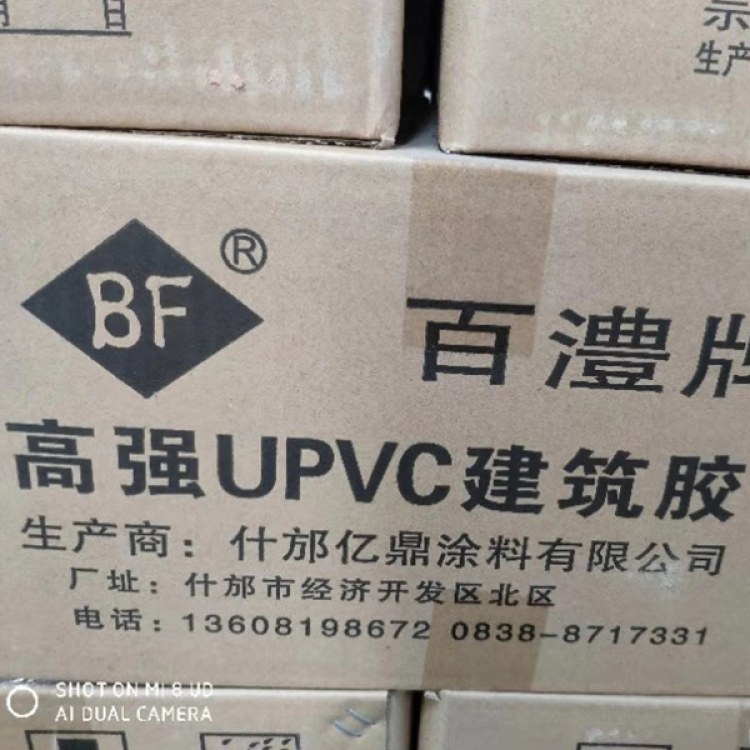 日
示
生产
BF®
百澧牌
高强UPVC建筑胶
生产商：什邡亿鼎涂料有限公司
厂址：什邡市经济开发区北区
电话：13608198672 0838-8717331
SHOT ON MI 8 UD
AI DUAL CAMERA